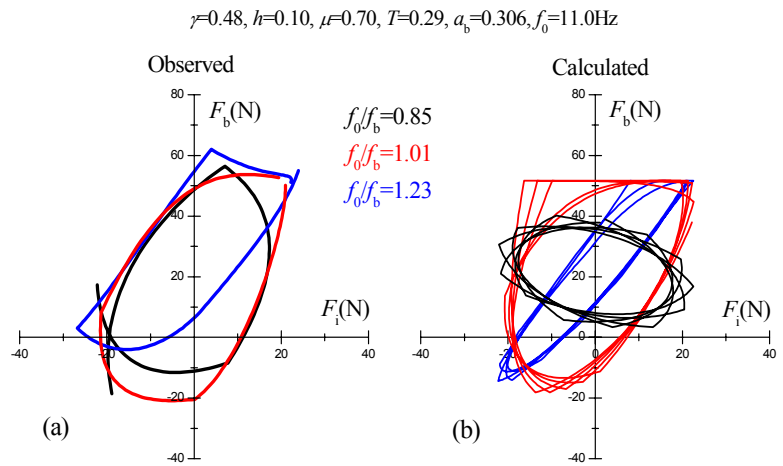 γ=0.48, h=0.10, μ=0.70, T=0.29, a_b=0.306, f_0=11.0Hz
Observed
Calculated
80
F_b(N)
60
40
20
0
-20
-40
-40
-20
0
20
40
F_i(N)
(a)
f_0/f_b=0.85
f_0/f_b=1.01
f_0/f_b=1.23
80
F_b(N)
60
40
20
0
-20
-40
-40
-20
0
20
40
F_i(N)
(b)